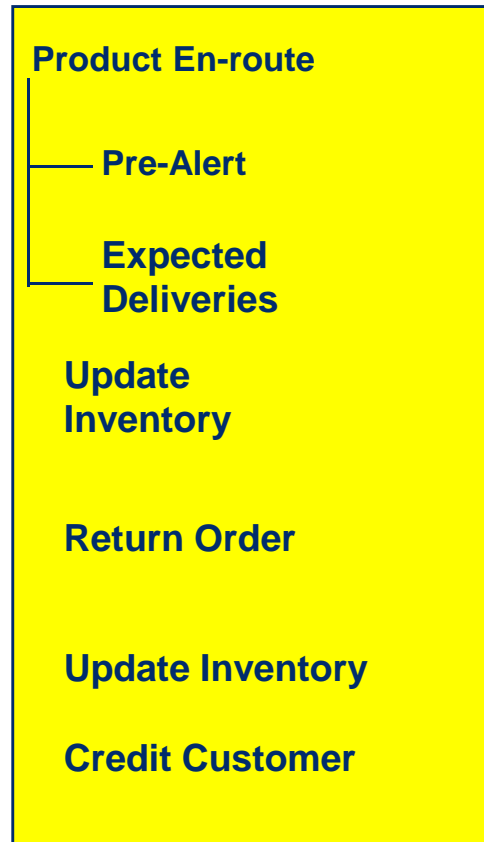 Product En-route
Pre-Alert
Expected
Deliveries
Update
Inventory
Return Order
Update Inventory
Credit Customer